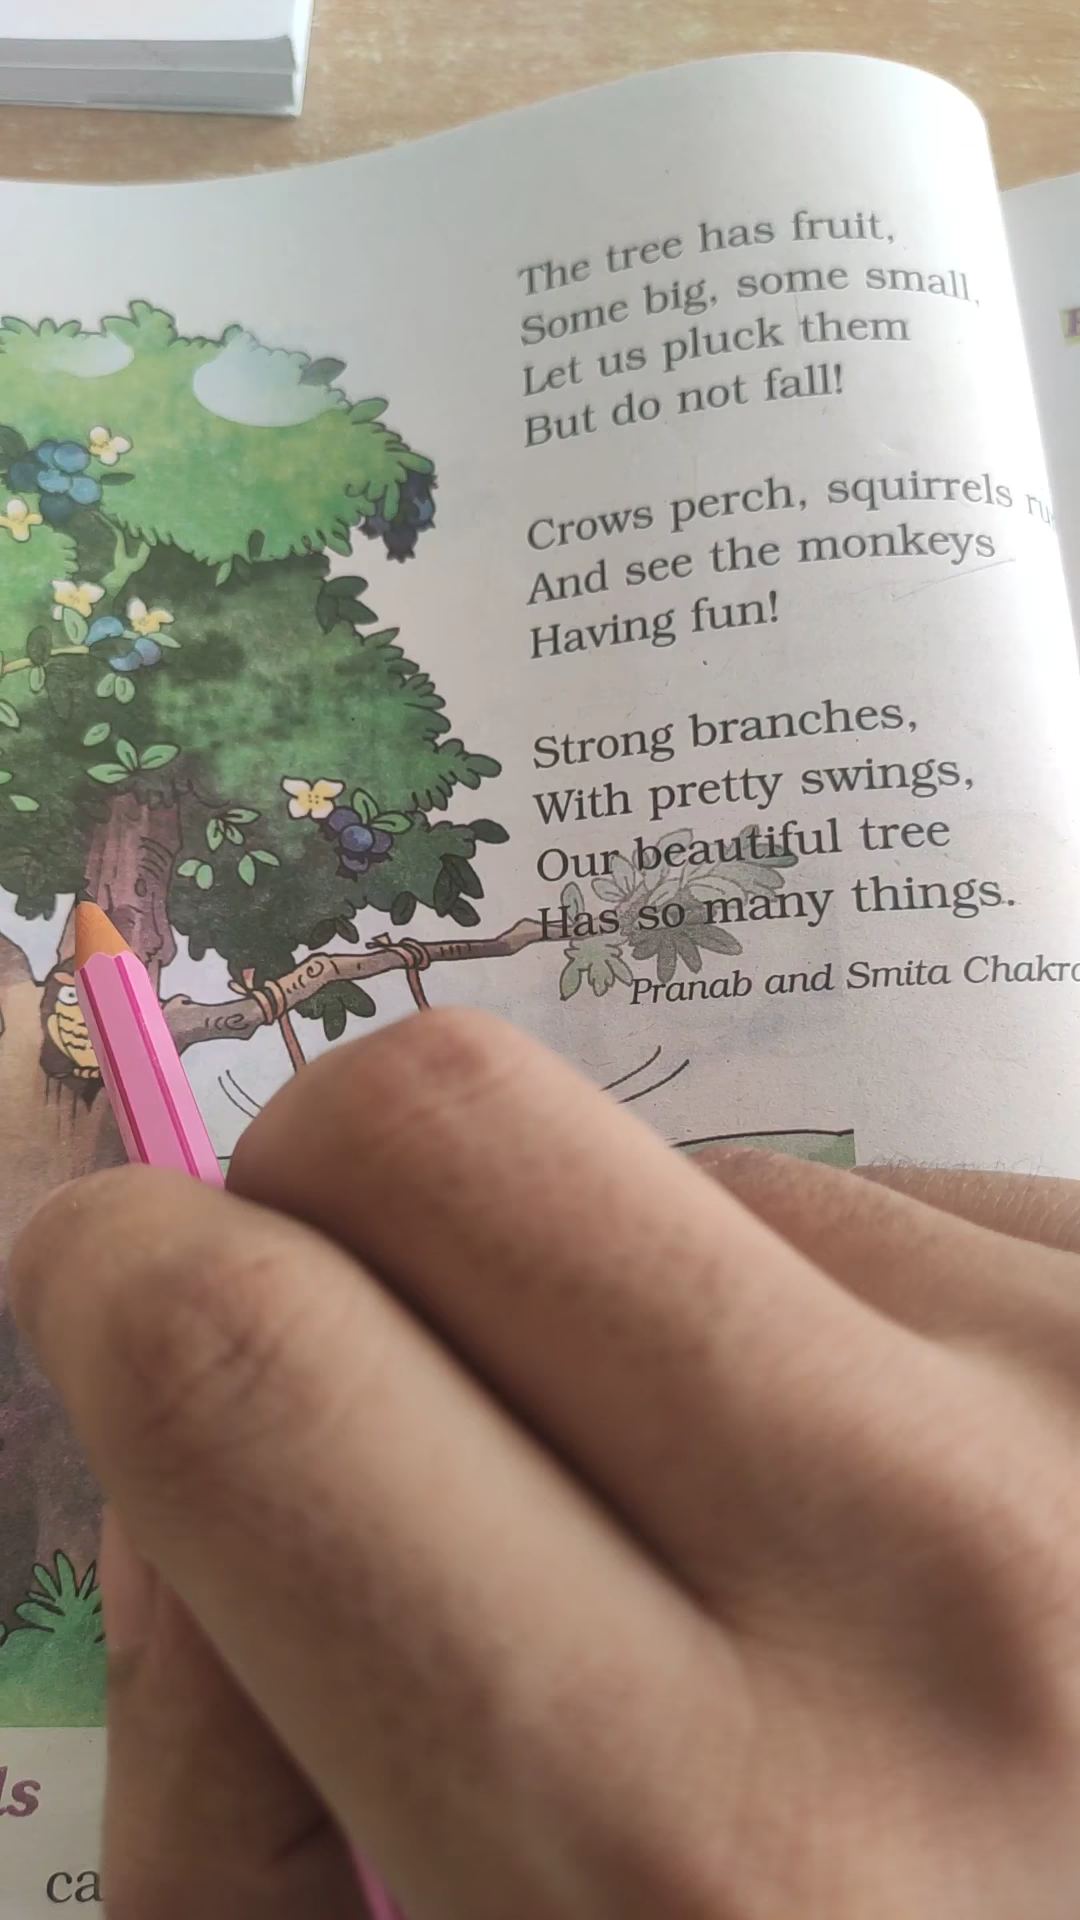 The tree has fruit,
Some big, some small,
Let us pluck them
But do not fall!
Crows perch, squirrels
And see the monkeys
Having fun!
Strong branches,
With pretty swings,
Our beautiful tree
Has so many things.
Pranab and Smita